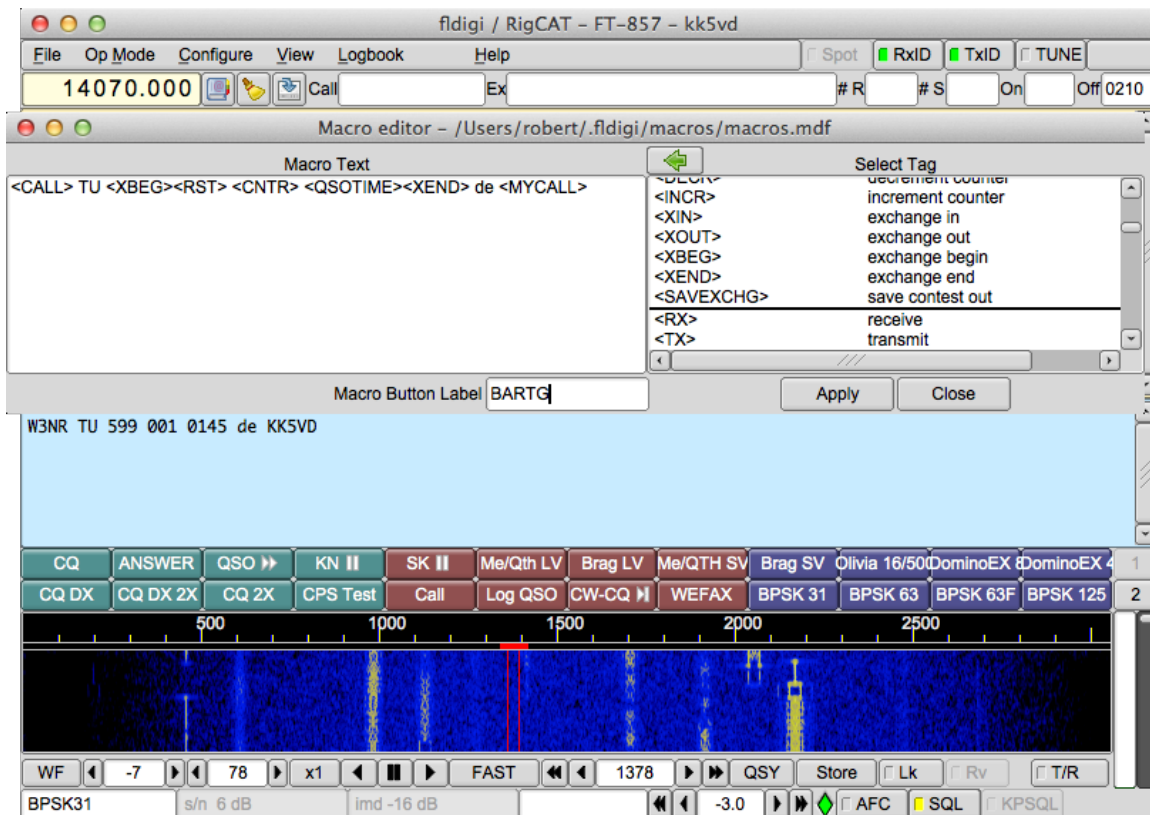 fldigi / RigCAT - FT-857 - kk5vd
File Op Mode Configure View Logbook Help Spot RxID TxID TUNE
14070.000 Call Ex # R # S On Off 0210
Macro editor - /Users/robert/.fldigi/macros/macros.mdf
Macro Text Select Tag
<CALL> TU <XBEG><RST> <CNTR> <QSOTIME><XEND> de <MYCALL>
<DECR> decrement counter
<INCR> increment counter
<XIN> exchange in
<XOUT> exchange out
<XBEG> exchange begin
<XEND> exchange end
<SAVEXCHG> save contest out
<RX> receive
<TX> transmit
Macro Button Label BARTG Apply Close
W3NR TU 599 001 0145 de KK5VD
CQ ANSWER QSO KN SK Me/Qth LV Brag LV Me/QTH SV Brag SV Olivia 16/500 DominoEX 8 DominoEX 4 1
CQ DX CQ DX 2X CQ 2X CPS Test Call Log QSO CW-CQ WEFAX BPSK 31 BPSK 63 BPSK 63F BPSK 125 2
500 1000 1500 2000 2500
WF -7 78 x1 FAST 1378 QSY Store Lk Rv T/R
BPSK31 s/n 6 dB imd -16 dB -3.0 AFC SQL KPSQL